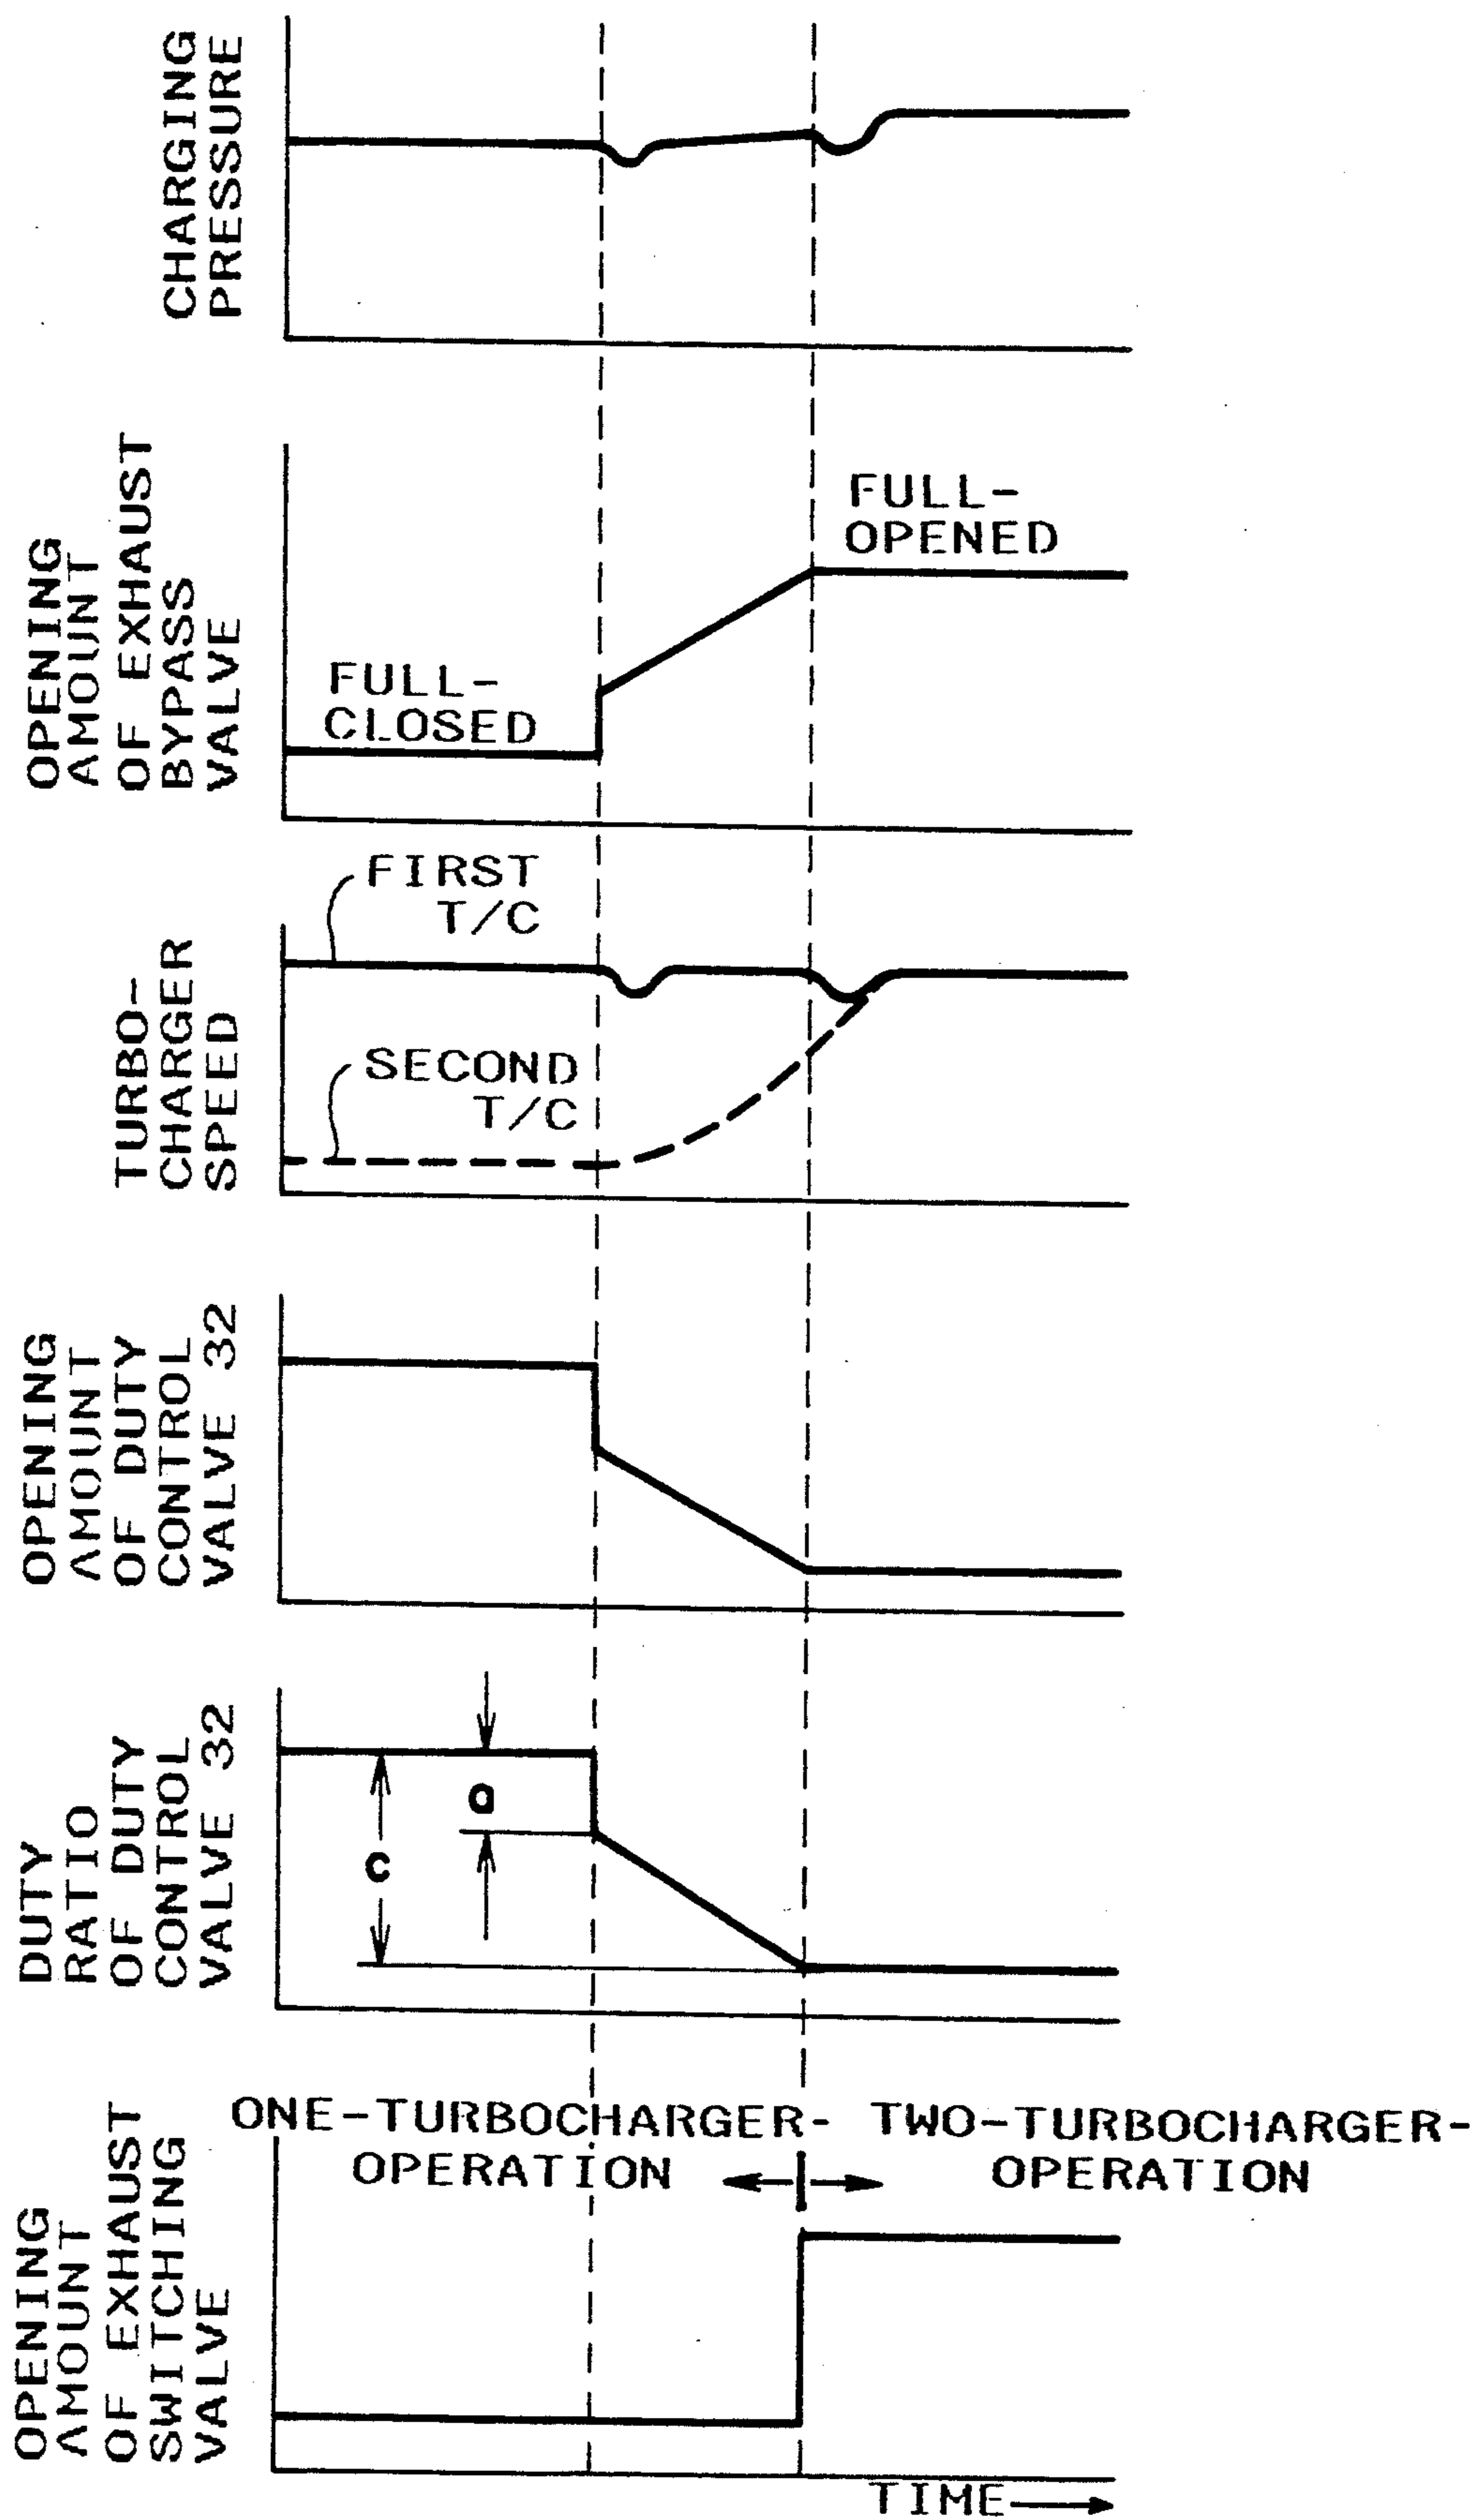 CHARGING
PRESSURE
OPENING
AMOUNT
OF EXHAUST
BYPASS
VALVE
FULL-
CLOSED
FULL-
OPENED
TURBO-
CHARGER
SPEED
FIRST
T/C
SECOND
T/C
OPENING
AMOUNT
OF DUTY
CONTROL
VALVE 32
DUTY
RATIO
OF DUTY
CONTROL
VALVE 32
a
c
ONE-TURBOCHARGER-
OPERATION
TWO-TURBOCHARGER-
OPERATION
OPENING
AMOUNT
OF EXHAUST
SWITCHING
VALVE
TIME